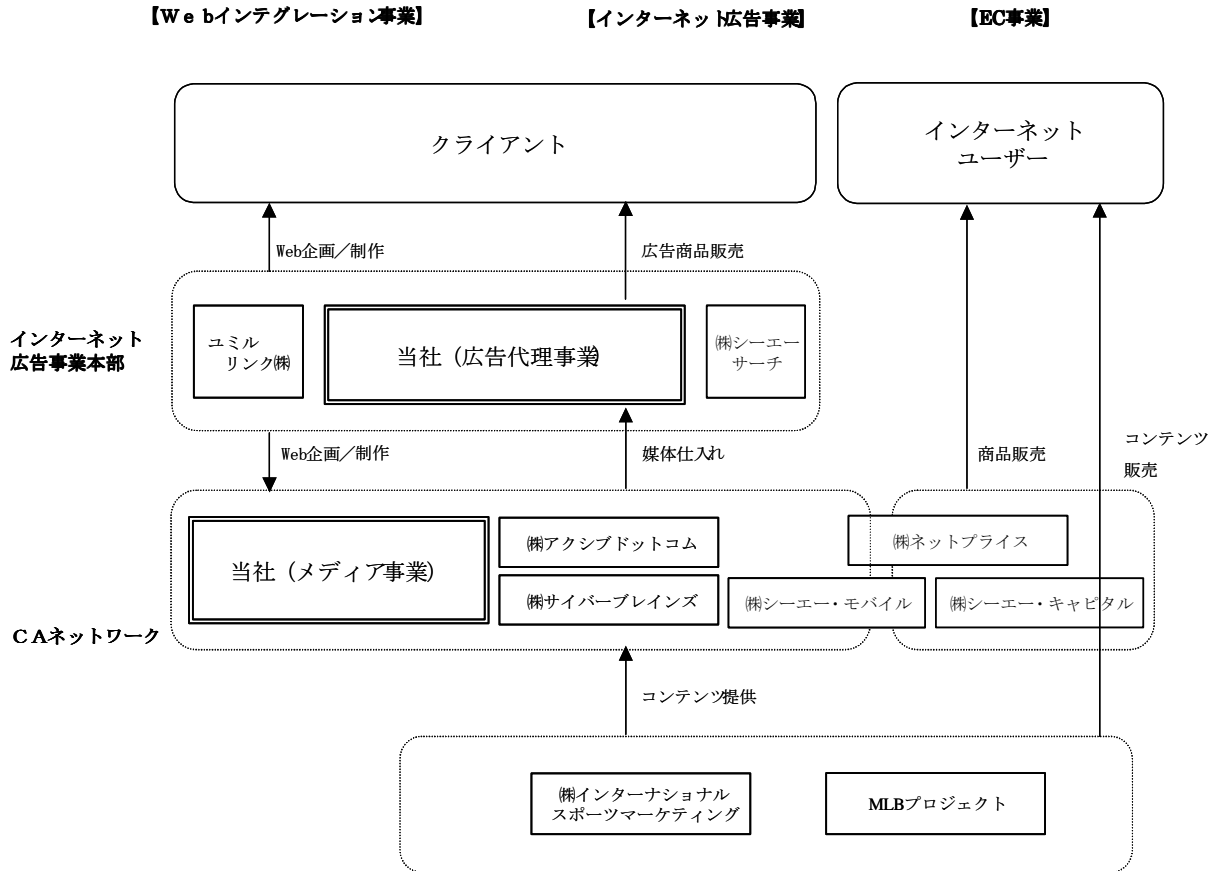 【Ｗｅｂインテグレーション事業】
【インターネット広告事業】
【EC事業】
クライアント
インターネット
ユーザー
Web企画／制作
広告商品販売
インターネット
広告事業本部
ユミル
リンク㈱
当社（広告代理事業）
㈱シーエー
サーチ
Web企画／制作
媒体仕入れ
商品販売
コンテンツ
販売
ＣＡネットワーク
当社（メディア事業）
㈱アクシブドットコム
㈱サイバーブレインズ
㈱シーエー・モバイル
㈱ネットプライス
㈱シーエー・キャピタル
コンテンツ提供
㈱インターナショナル
スポーツマーケティング
MLBプロジェクト